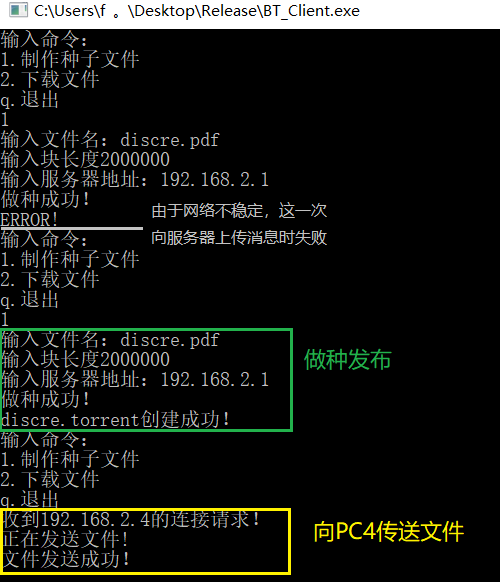 C:\Users\f 。\Desktop\Release\BT_Client.exe
输入命令:
1.制作种子文件
2.下载文件
q.退出
1
输入文件名: discre.pdf
输入块长度2000000
输入服务器地址: 192.168.2.1
做种成功!
ERROR!
由于网络不稳定，这一次
向服务器上传消息时失败
输入命令:
1.制作种子文件
2.下载文件
q.退出
1
输入文件名: discre.pdf
输入块长度2000000
输入服务器地址: 192.168.2.1
做种成功!
discre.torrent创建成功!
做种发布
输入命令:
1.制作种子文件
2.下载文件
q.退出
收到192.168.2.4的连接请求!
正在发送文件!
文件发送成功!
向PC4传送文件